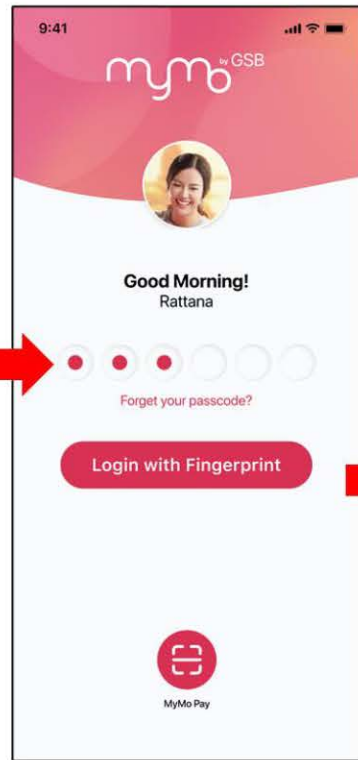 9:41
mymo by GSB
Good Morning!
Rattana
Forget your passcode?
Login with Fingerprint
MyMo Pay